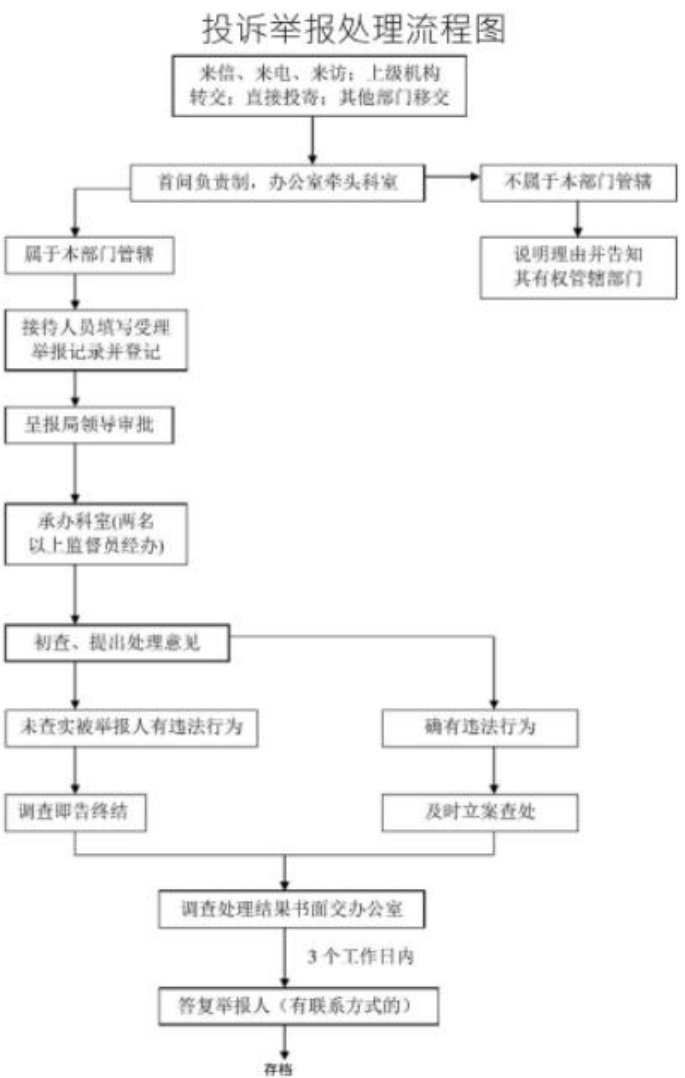 投诉举报处理流程图
来信、来电、来访；上级机构
转交；直接投寄；其他部门移交
首问负责制，办公室牵头科室
不属于本部门管辖
属于本部门管辖
说明理由并告知
其有权管辖部门
接待人员填写受理
举报记录并登记
呈报局领导审批
承办科室(两名
以上监督员经办)
初查、提出处理意见
未查实被举报人有违法行为
确有违法行为
调查即告终结
及时立案查处
调查处理结果书面交办公室
3 个工作日内
答复举报人（有联系方式的）
存档